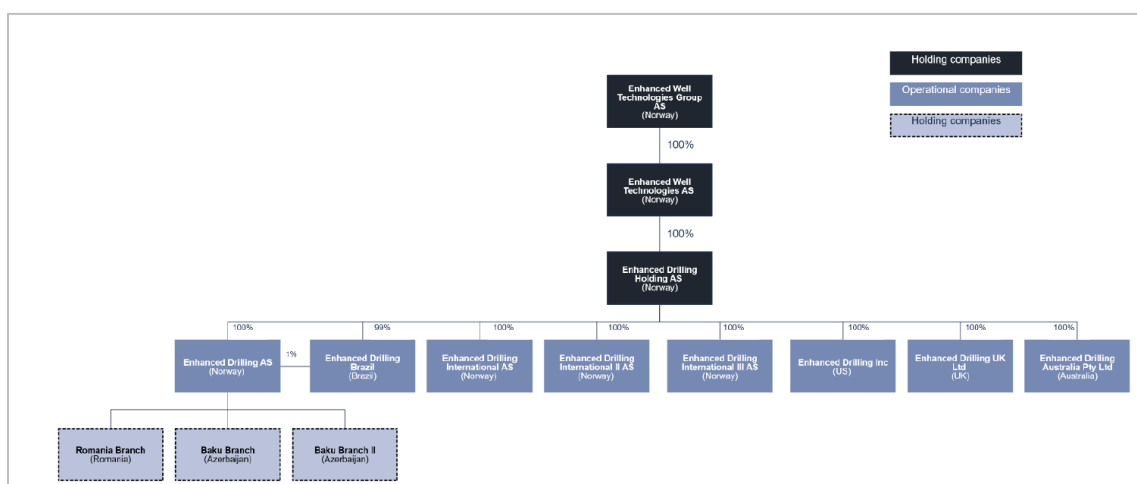 Holding companies
Operational companies
Holding companies
Enhanced Well
Technologies Group
AS
(Norway)
100%
Enhanced Well
Technologies AS
(Norway)
100%
Enhanced Drilling
Holding AS
(Norway)
100%
99%
100%
100%
100%
100%
100%
100%
Enhanced Drilling AS
(Norway)
1%
Enhanced Drilling
Brazil
(Brazil)
Enhanced Drilling
International AS
(Norway)
Enhanced Drilling
International II AS
(Norway)
Enhanced Drilling
International III AS
(Norway)
Enhanced Drilling Inc
(US)
Enhanced Drilling UK
Ltd
(UK)
Enhanced Drilling
Australia Pty Ltd
(Australia)
Romania Branch
(Romania)
Baku Branch
(Azerbaijan)
Baku Branch II
(Azerbaijan)